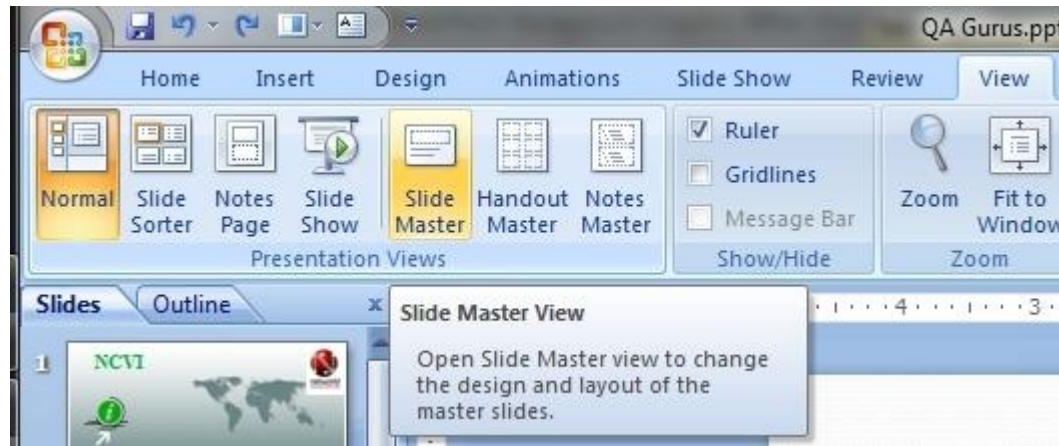 QA Gurus.ppt
Home Insert Design Animations Slide Show Review View
Normal
Slide Sorter
Notes Page
Slide Show
Slide Master
Handout Master
Notes Master
Presentation Views
Ruler
Gridlines
Message Bar
Show/Hide
Zoom
Fit to Window
Zoom
Slides Outline
4 3
Slide Master View
Open Slide Master view to change
the design and layout of the
master slides.
1
NCVI